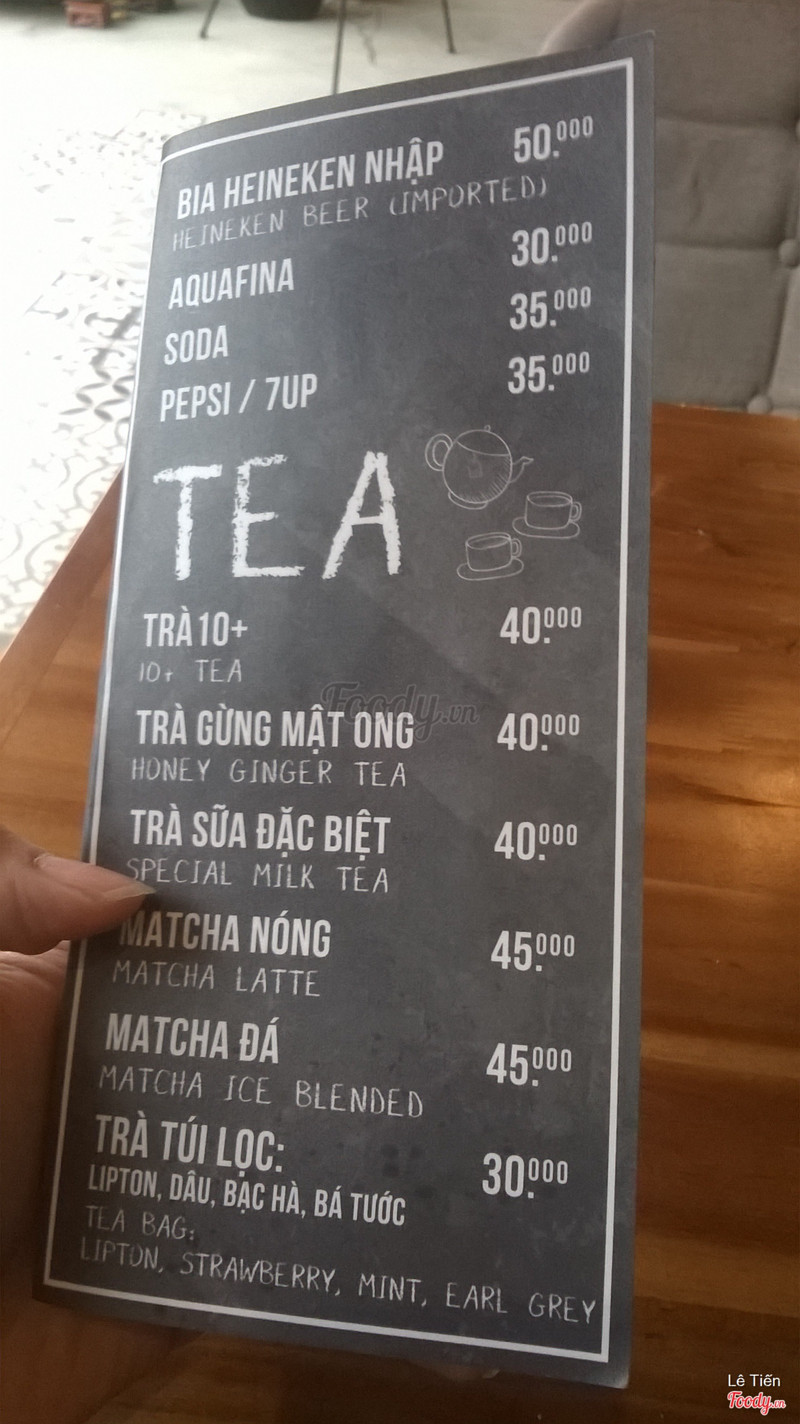 BIA HEINEKEN NHẬP 50.000
HEINEKEN BEER (IMPORTED)
AQUAFINA 30.000
SODA 35.000
PEPSI / 7UP 35.000
TEA
TRÀ 10+ 40.000
10+ TEA
Foody.vn
TRÀ GỪNG MẬT ONG 40.000
HONEY GINGER TEA
TRÀ SỮA ĐẶC BIỆT 40.000
SPECIAL MILK TEA
MATCHA NÓNG 45.000
MATCHA LATTE
MATCHA ĐÁ 45.000
MATCHA ICE BLENDED
TRÀ TÚI LỌC: 30.000
LIPTON, DÂU, BẠC HÀ, BÁ TƯỚC
TEA BAG:
LIPTON, STRAWBERRY, MINT, EARL GREY
Lê Tiến
Foody.vn